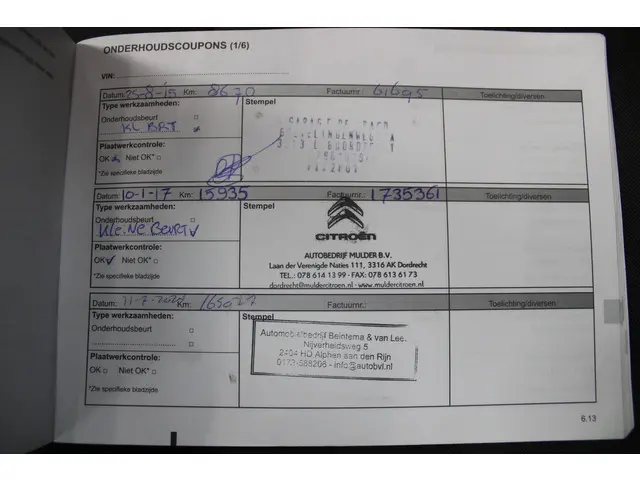 ONDERHOUDSCOUPONS (1/6)
VIN:
Datum: 25-8-15 Km: 8670 Factuurnr.: 61695 Toelichting/diversen
Type werkzaamheden: Stempel
Onderhoudsbeurt
KL BRT
Plaatwerkcontrole:
OK Niet OK*
*Zie specifieke bladzijde
Datum: 10-1-17 Km: 15935 Factuurnr.: 1735361 Toelichting/diversen
Type werkzaamheden: Stempel
Onderhoudsbeurt
Kleine Beurt
CITROËN
Plaatwerkcontrole:
AUTOBEDRIJF MULDER B.V.
OK Niet OK*
Laan der Verenigde Naties 111, 3316 AK Dordrecht
*Zie specifieke bladzijde
TEL.: 078 614 13 99 - FAX: 078 613 61 73
dordrecht@muldercitroen.nl - www.muldercitroen.nl
Datum: Km: Factuurnr.: Toelichting/diversen
Type werkzaamheden: Stempel
Onderhoudsbeurt
Automobielbedrijf Beintema & van Lee.
Nijverheidsweg 5
Plaatwerkcontrole:
2404 HD Alphen aan den Rijn
OK Niet OK*
info@autobvl.nl
*Zie specifieke bladzijde
6.13